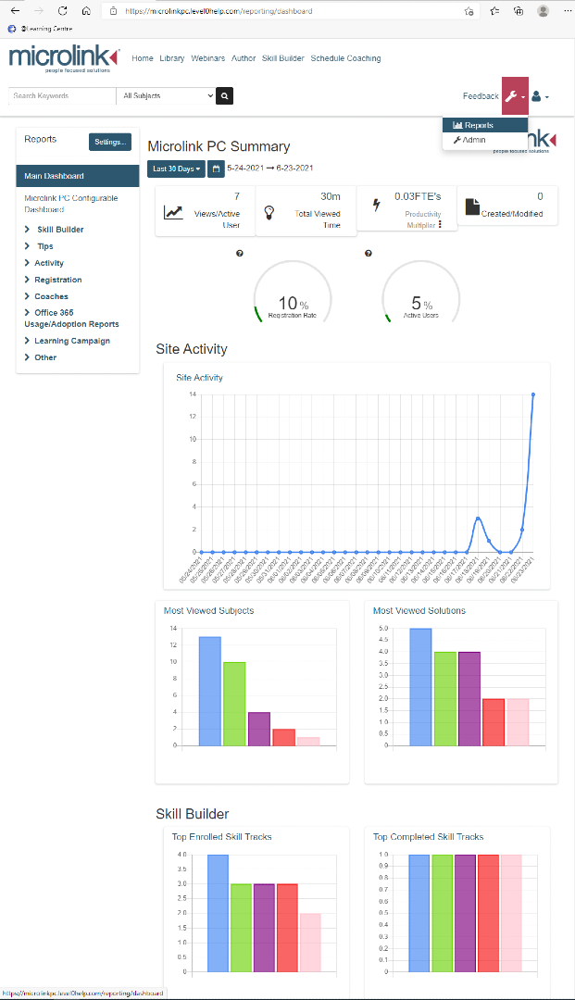 https://microlinkpc.level0help.com/reporting/dashboard
@Learning Centre
microlink
people focused solutions
Home Library Webinars Author Skill Builder Schedule Coaching
Search Keywords All Subjects
Feedback
Reports
Admin
nk
people focused solutions
Reports
Settings...
Main Dashboard
Microlink PC Configurable
Dashboard
Skill Builder
Tips
Activity
Registration
Coaches
Office 365
Usage/Adoption Reports
Learning Campaign
Other
Microlink PC Summary
Last 30 Days 5-24-2021 → 6-23-2021
7
Views/Active
User
30m
Total Viewed
Time
0.03FTE's
Productivity
Multiplier
0
Created/Modified
10 %
Registration Rate
5 %
Active Users
Site Activity
Site Activity
14
12
10
8
6
4
2
0
05/24/2021
05/25/2021
05/26/2021
05/27/2021
05/28/2021
05/29/2021
05/30/2021
05/31/2021
06/01/2021
06/02/2021
06/03/2021
06/04/2021
06/05/2021
06/06/2021
06/07/2021
06/08/2021
06/09/2021
06/10/2021
06/11/2021
06/12/2021
06/13/2021
06/14/2021
06/15/2021
06/16/2021
06/17/2021
06/18/2021
06/19/2021
06/20/2021
06/21/2021
06/22/2021
06/23/2021
Most Viewed Subjects
14
12
10
8
6
4
2
0
Most Viewed Solutions
5.0
4.5
4.0
3.5
3.0
2.5
2.0
1.5
1.0
0.5
0
Skill Builder
Top Enrolled Skill Tracks
4.0
3.5
3.0
2.5
2.0
1.5
1.0
0.5
0
Top Completed Skill Tracks
1.0
0.9
0.8
0.7
0.6
0.5
0.4
0.3
0.2
0.1
0
https://microlinkpc.level0help.com/reporting/dashboard